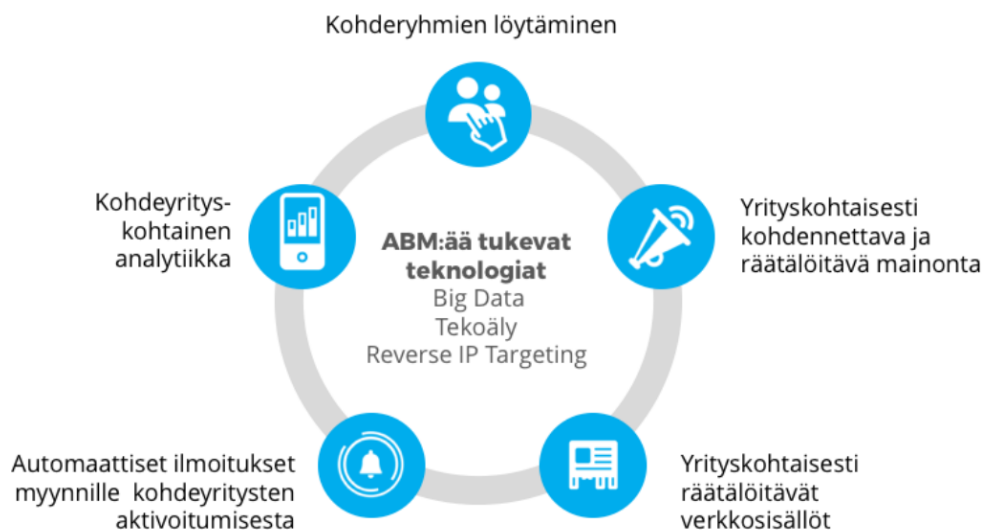 Kohderyhmien löytäminen
Yrityskohtaisesti
kohdennettava ja
räätälöitävä mainonta
Yrityskohtaisesti
räätälöitävät
verkkosisällöt
Automaattiset ilmoitukset
myynnille kohdeyritysten
aktivoitumisesta
Kohdeyritys-
kohtainen
analytiikka
ABM:ää tukevat
teknologiat
Big Data
Tekoäly
Reverse IP Targeting